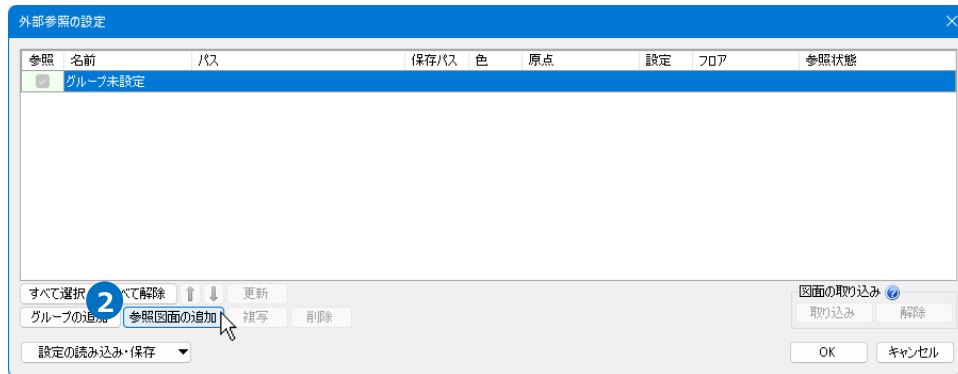 外部参照の設定
参照 名前 パス 保存パス 色 原点 設定 フロア 参照状態
グループ未設定
すべて選択 べて解除 更新 図面の取り込み
2
グループの追加 参照図面の追加 複写 削除 取り込み 解除
設定の読み込み・保存 OK キャンセル